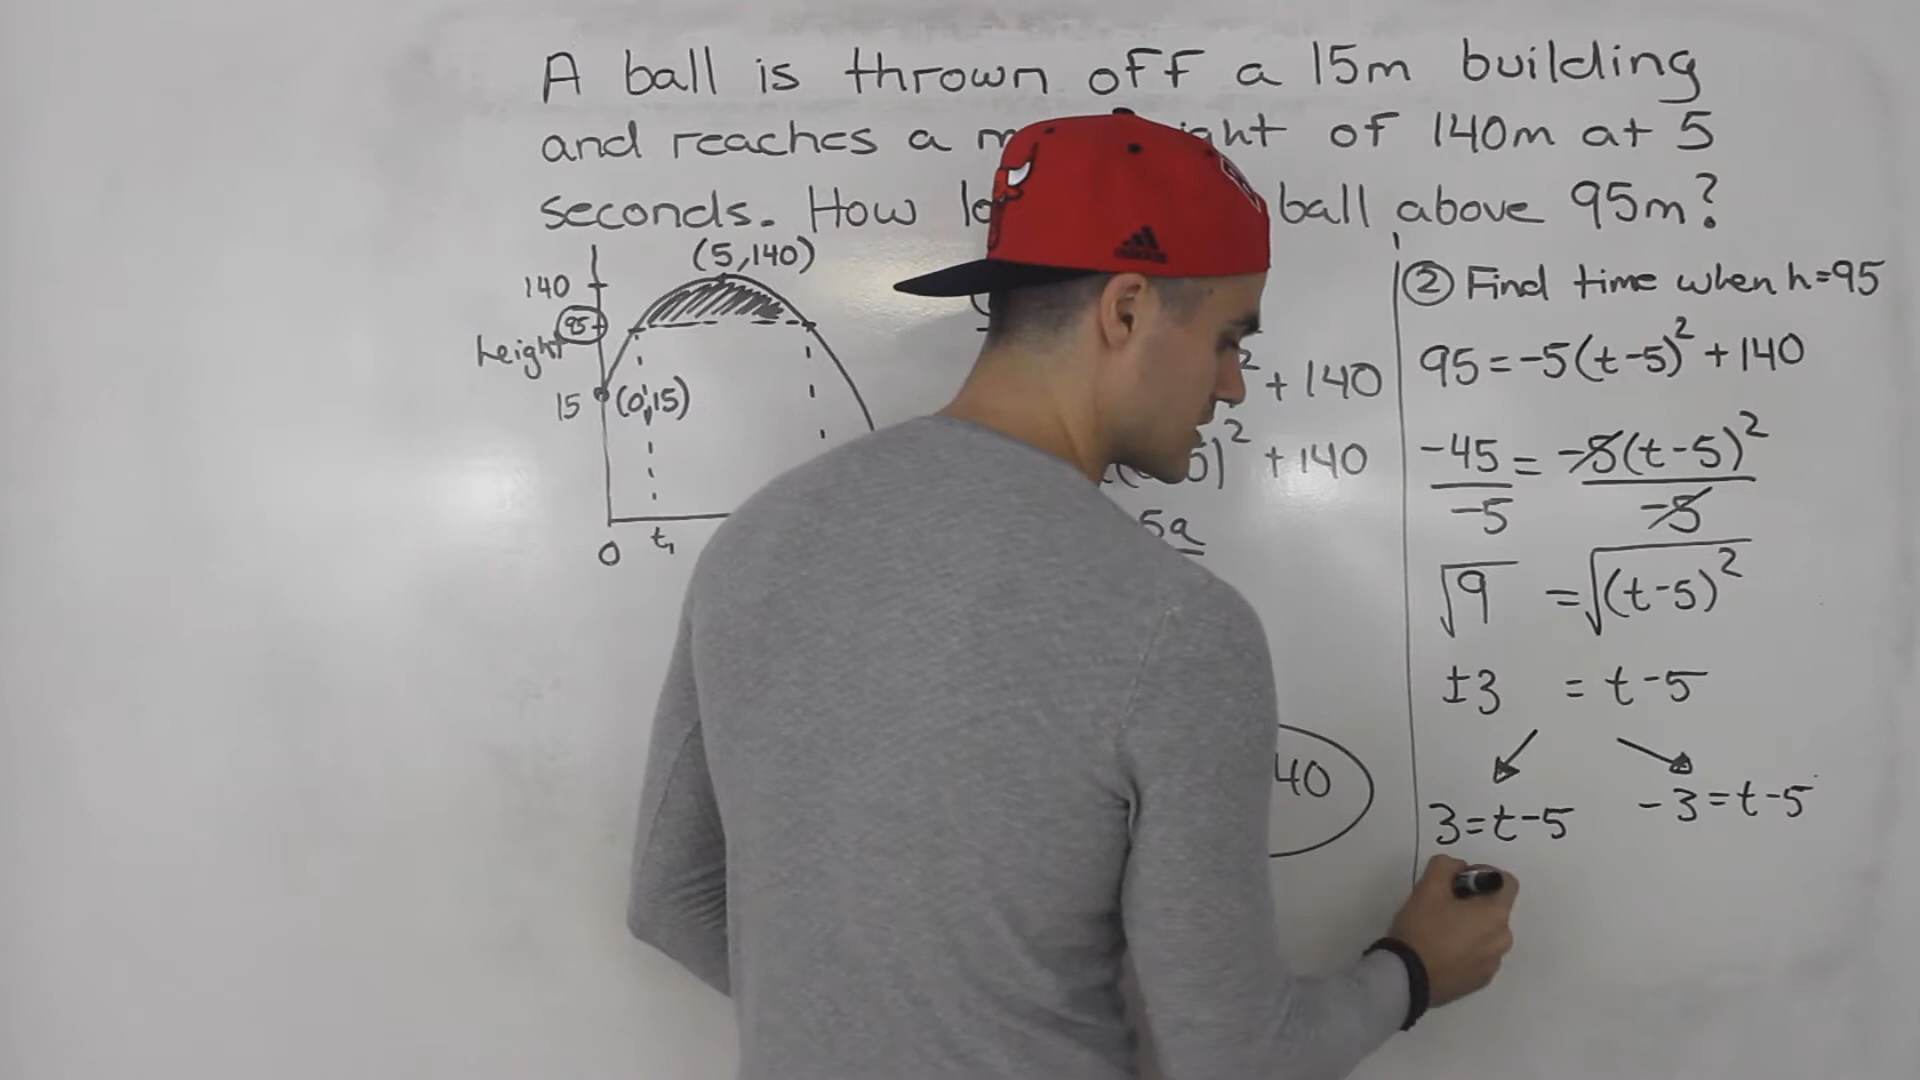 A ball is thrown off a 15m building
and reaches a of 140m at 5
seconds. How ball above 95m?
(5,140)
140
95
height
15 (0,15)
0 t₁
+ 140
)² + 140
5a
40
② Find time when h=95
95=-5(t-5)²+140
-45 = -5(t-5)²
-5 -5
√9 = √(t-5)²
±3 = t-5
3=t-5 -3=t-5
adidas